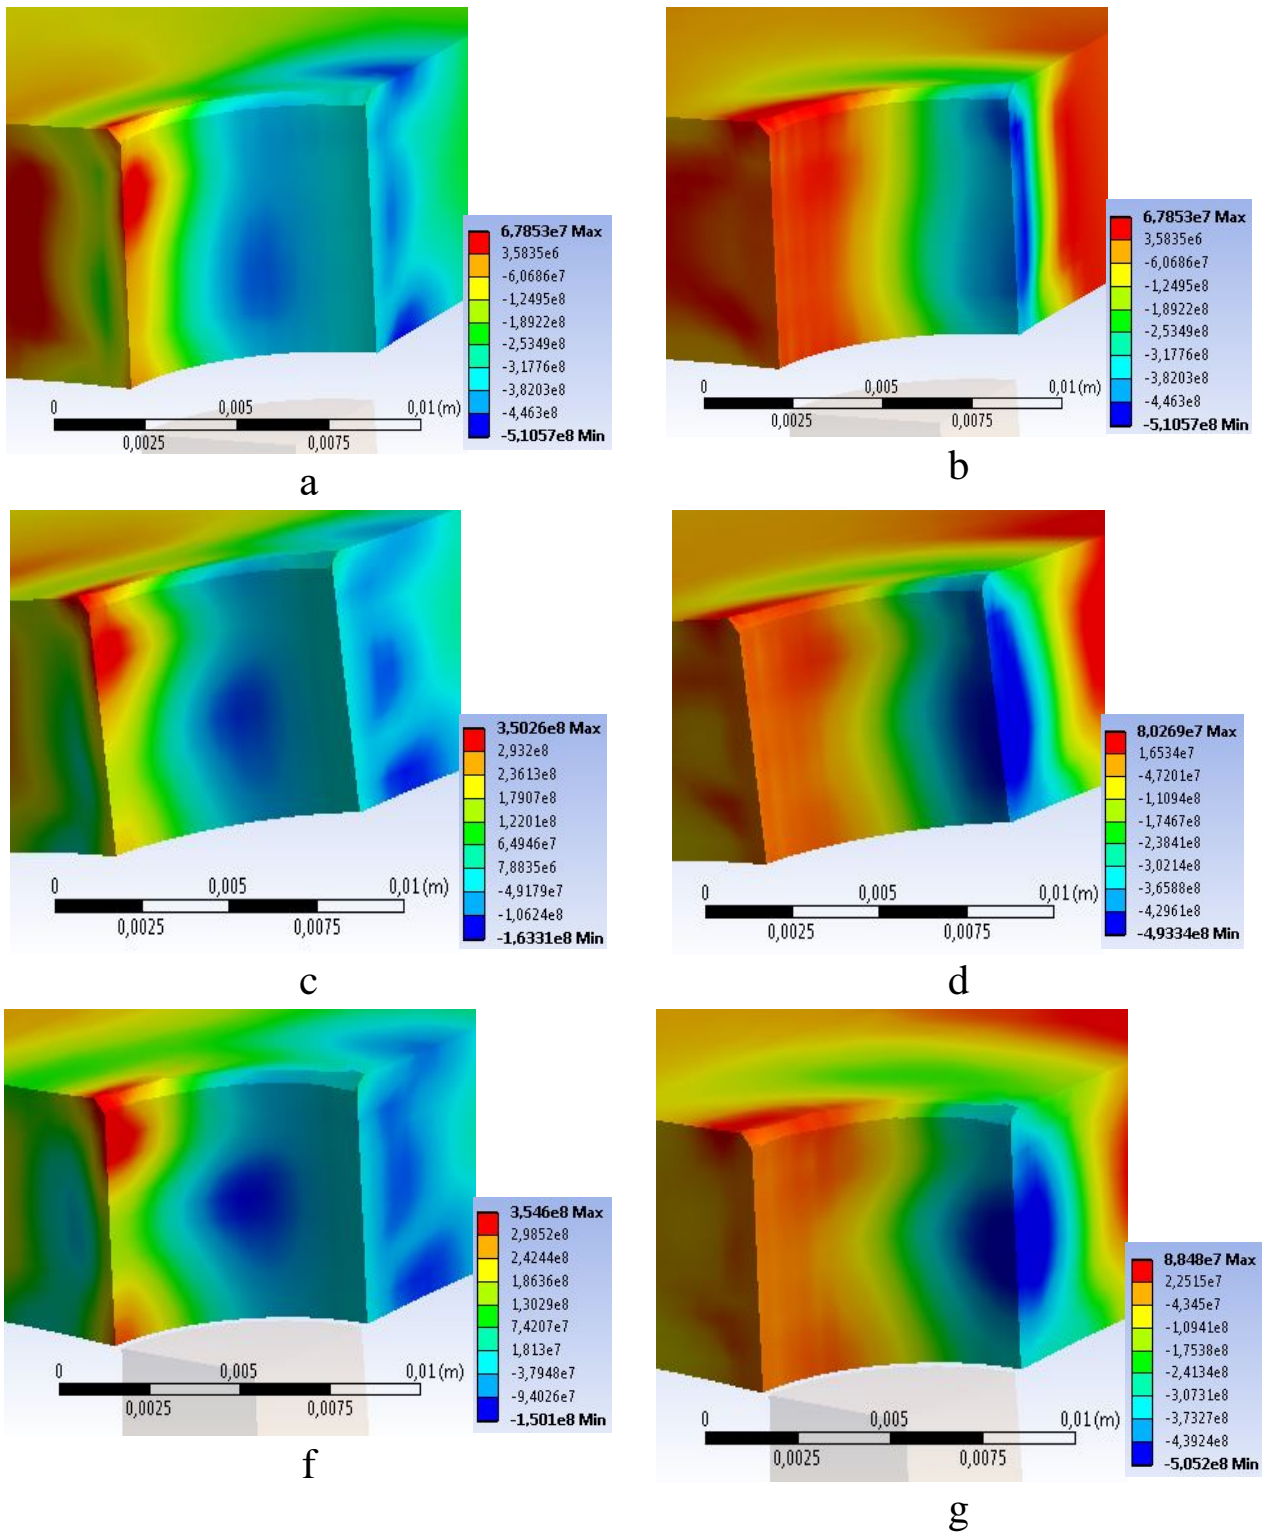 6,7853e7 Max
3,5835e6
-6,0686e7
-1,2495e8
-1,8922e8
-2,5349e8
-3,1776e8
-3,8203e8
-4,463e8
-5,1057e8 Min
0 0,005 0,01(m)
0,0025 0,0075
a
6,7853e7 Max
3,5835e6
-6,0686e7
-1,2495e8
-1,8922e8
-2,5349e8
-3,1776e8
-3,8203e8
-4,463e8
-5,1057e8 Min
0 0,005 0,01(m)
0,0025 0,0075
b
3,5026e8 Max
2,932e8
2,3613e8
1,7907e8
1,2201e8
6,4946e7
7,8835e6
-4,9179e7
-1,0624e8
-1,6331e8 Min
0 0,005 0,01(m)
0,0025 0,0075
c
8,0269e7 Max
1,6534e7
-4,7201e7
-1,1094e8
-1,7467e8
-2,3841e8
-3,0214e8
-3,6588e8
-4,2961e8
-4,9334e8 Min
0 0,005 0,01(m)
0,0025 0,0075
d
3,546e8 Max
2,9852e8
2,4244e8
1,8636e8
1,3029e8
7,4207e7
1,813e7
-3,7948e7
-9,4026e7
-1,501e8 Min
0 0,005 0,01(m)
0,0025 0,0075
f
8,848e7 Max
2,2515e7
-4,345e7
-1,0941e8
-1,7538e8
-2,4134e8
-3,0731e8
-3,7327e8
-4,3924e8
-5,052e8 Min
0 0,005 0,01(m)
0,0025 0,0075
g